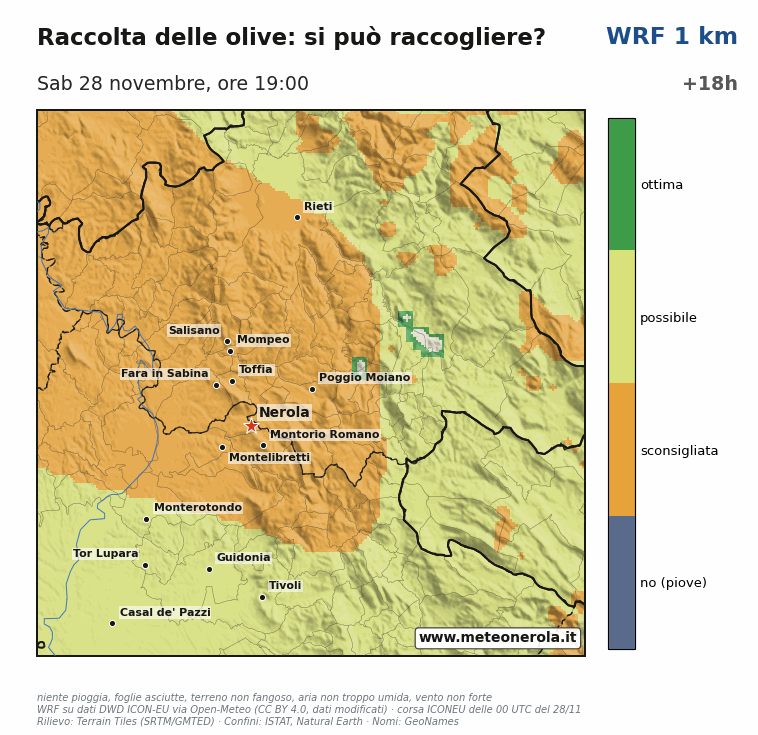 Raccolta delle olive: si può raccogliere?
WRF 1 km
Sab 28 novembre, ore 19:00
+18h
ottima
possibile
sconsigliata
no (piove)
Rieti
Salisano
Mompeo
Fara in Sabina
Toffia
Poggio Moiano
Nerola
Montorio Romano
Montelibretti
Monterotondo
Tor Lupara
Guidonia
Tivoli
Casal de' Pazzi
www.meteonerola.it
niente pioggia, foglie asciutte, terreno non fangoso, aria non troppo umida, vento non forte
WRF su dati DWD ICON-EU via Open-Meteo (CC BY 4.0, dati modificati) · corsa ICONEU delle 00 UTC del 28/11
Rilievo: Terrain Tiles (SRTM/GMTED) · Confini: ISTAT, Natural Earth · Nomi: GeoNames